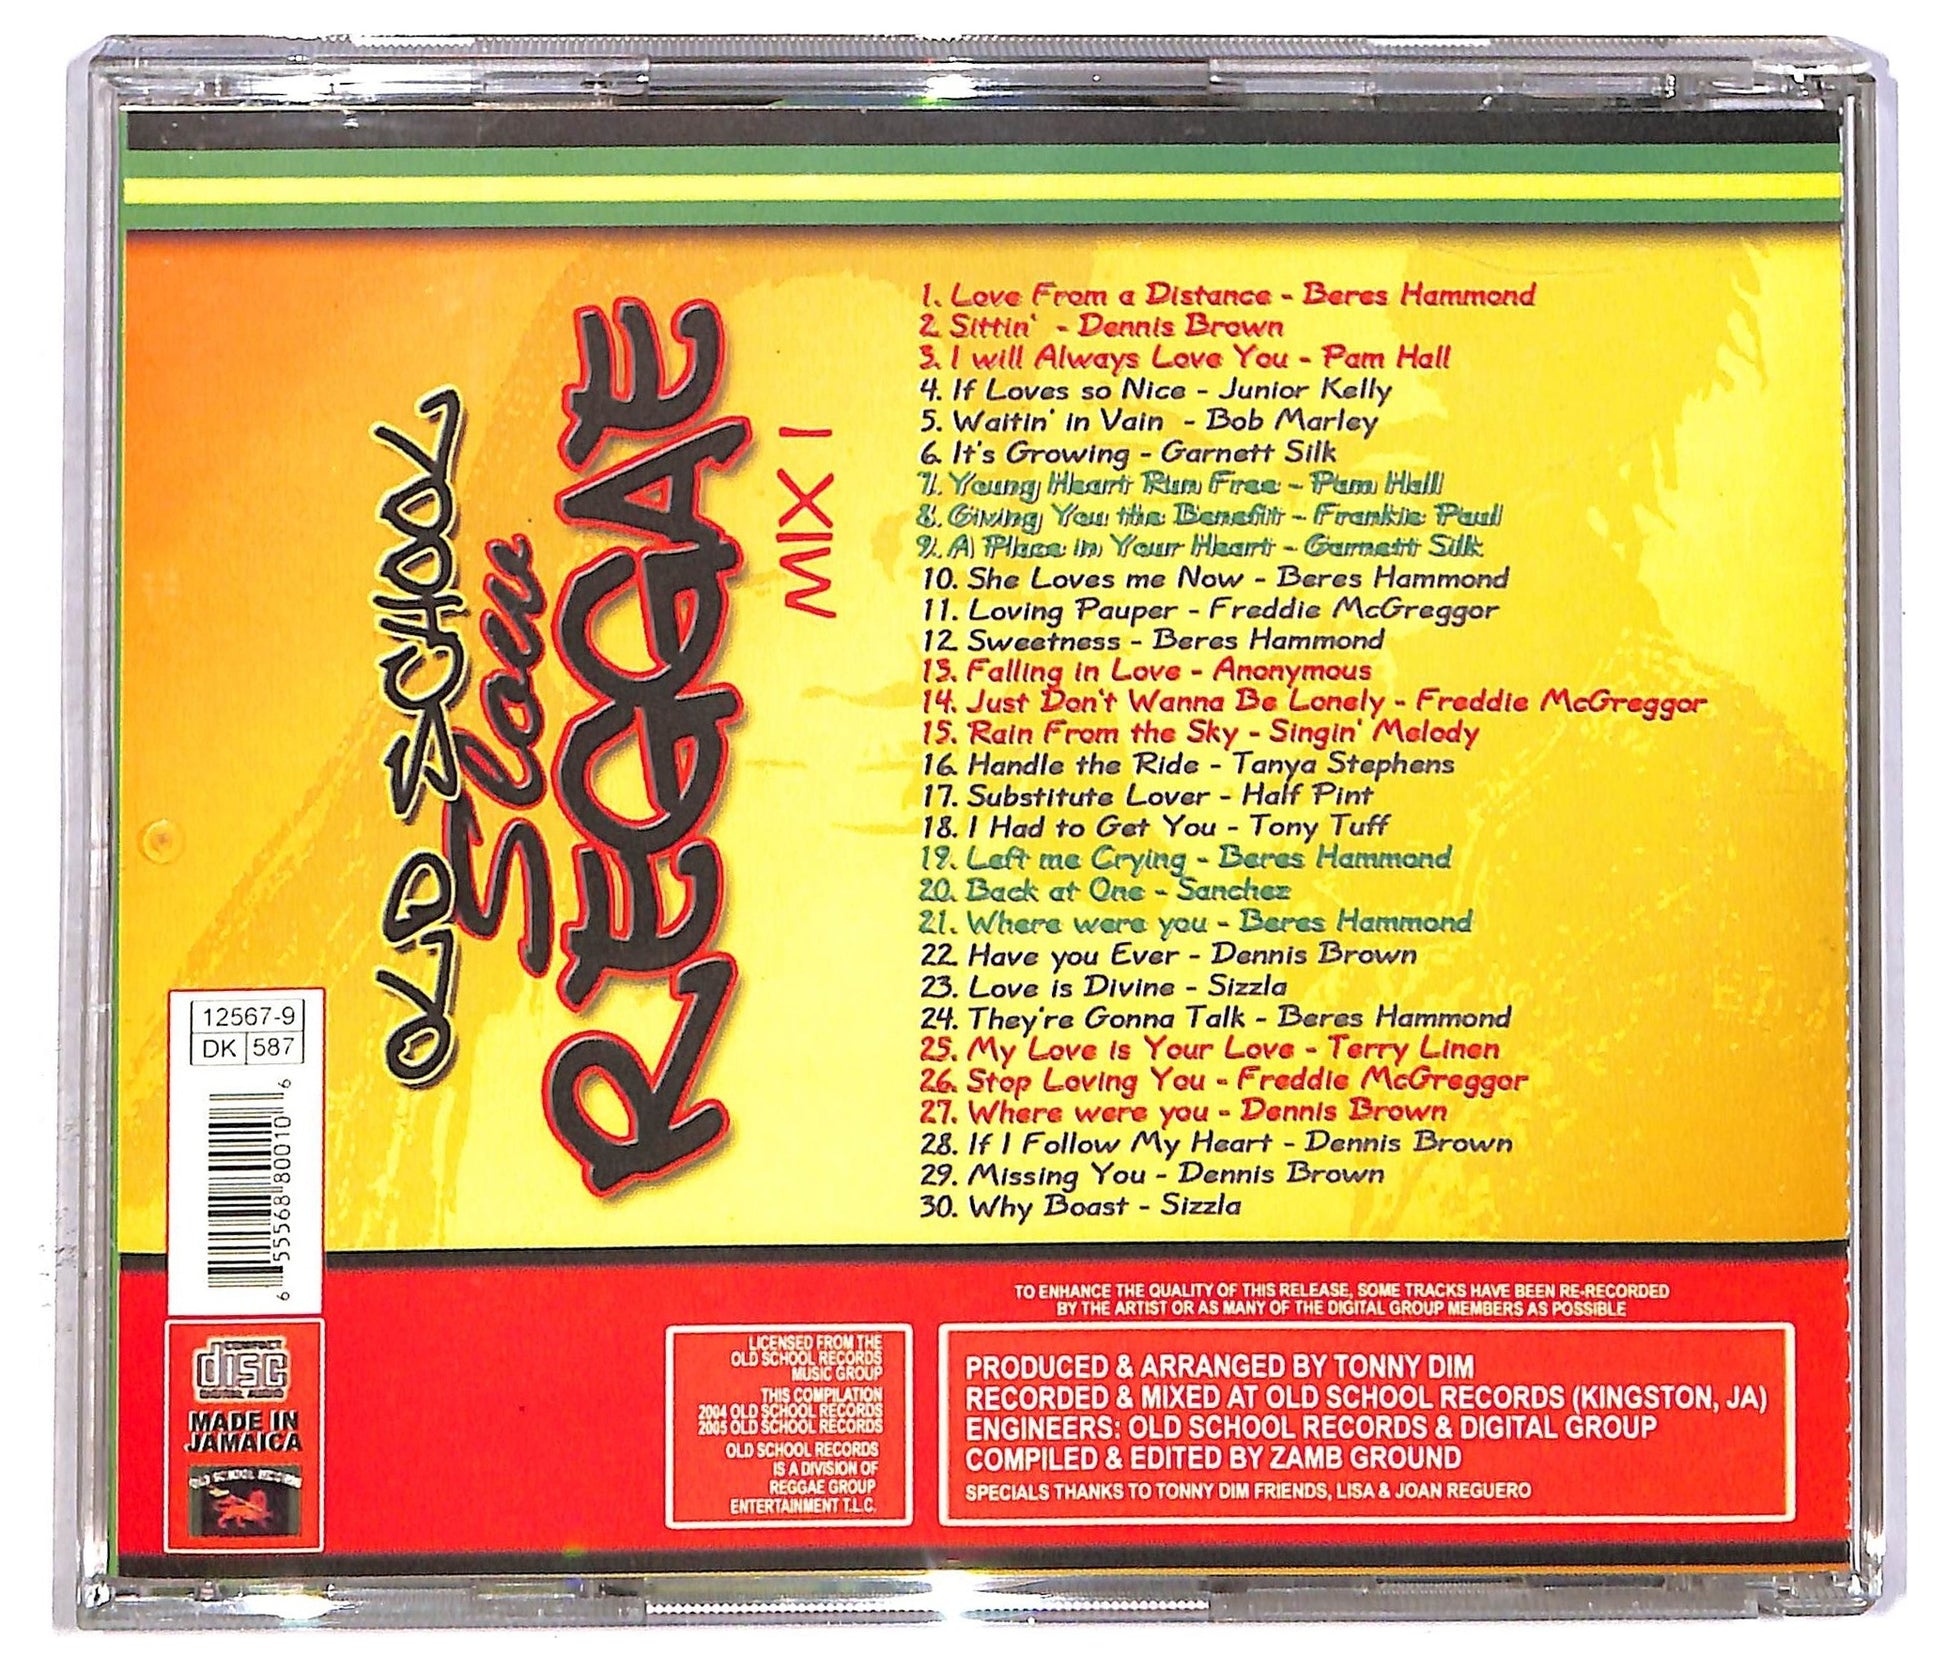 OLD SCHOOL
Slow
REGGAE
MIX I
1. Love From a Distance - Beres Hammond
2. Sittin' - Dennis Brown
3. I will Always Love You - Pam Hall
4. If Loves so Nice - Junior Kelly
5. Waitin' in Vain - Bob Marley
6. It's Growing - Garnett Silk
7. Young Heart Run Free - Pam Hall
8. Giving You the Benefit - Frankie Paul
9. A Place in Your Heart - Garnett Silk
10. She Loves me Now - Beres Hammond
11. Loving Pauper - Freddie McGreggor
12. Sweetness - Beres Hammond
13. Falling in Love - Anonymous
14. Just Don't Wanna Be Lonely - Freddie McGreggor
15. Rain From the Sky - Singin' Melody
16. Handle the Ride - Tanya Stephens
17. Substitute Lover - Half Pint
18. I Had to Get You - Tony Tuff
19. Left me Crying - Beres Hammond
20. Back at One - Sanchez
21. Where were you - Beres Hammond
22. Have you Ever - Dennis Brown
23. Love is Divine - Sizzla
24. They're Gonna Talk - Beres Hammond
25. My Love is Your Love - Terry Linen
26. Stop Loving You - Freddie McGreggor
27. Where were you - Dennis Brown
28. If I Follow My Heart - Dennis Brown
29. Missing You - Dennis Brown
30. Why Boast - Sizzla
12567-9
DK 587
6 55568 80010 6
COMPACT
disc
DIGITAL AUDIO
MADE IN
JAMAICA
OLD SCHOOL RECORDS
LICENSED FROM THE
OLD SCHOOL RECORDS
MUSIC GROUP
THIS COMPILATION
2004 OLD SCHOOL RECORDS
2005 OLD SCHOOL RECORDS
OLD SCHOOL RECORDS
IS A DIVISION OF
REGGAE GROUP
ENTERTAINMENT T.L.C.
TO ENHANCE THE QUALITY OF THIS RELEASE, SOME TRACKS HAVE BEEN RE-RECORDED
BY THE ARTIST OR AS MANY OF THE DIGITAL GROUP MEMBERS AS POSSIBLE
PRODUCED & ARRANGED BY TONNY DIM
RECORDED & MIXED AT OLD SCHOOL RECORDS (KINGSTON, JA)
ENGINEERS: OLD SCHOOL RECORDS & DIGITAL GROUP
COMPILED & EDITED BY ZAMB GROUND
SPECIALS THANKS TO TONNY DIM FRIENDS, LISA & JOAN REGUERO